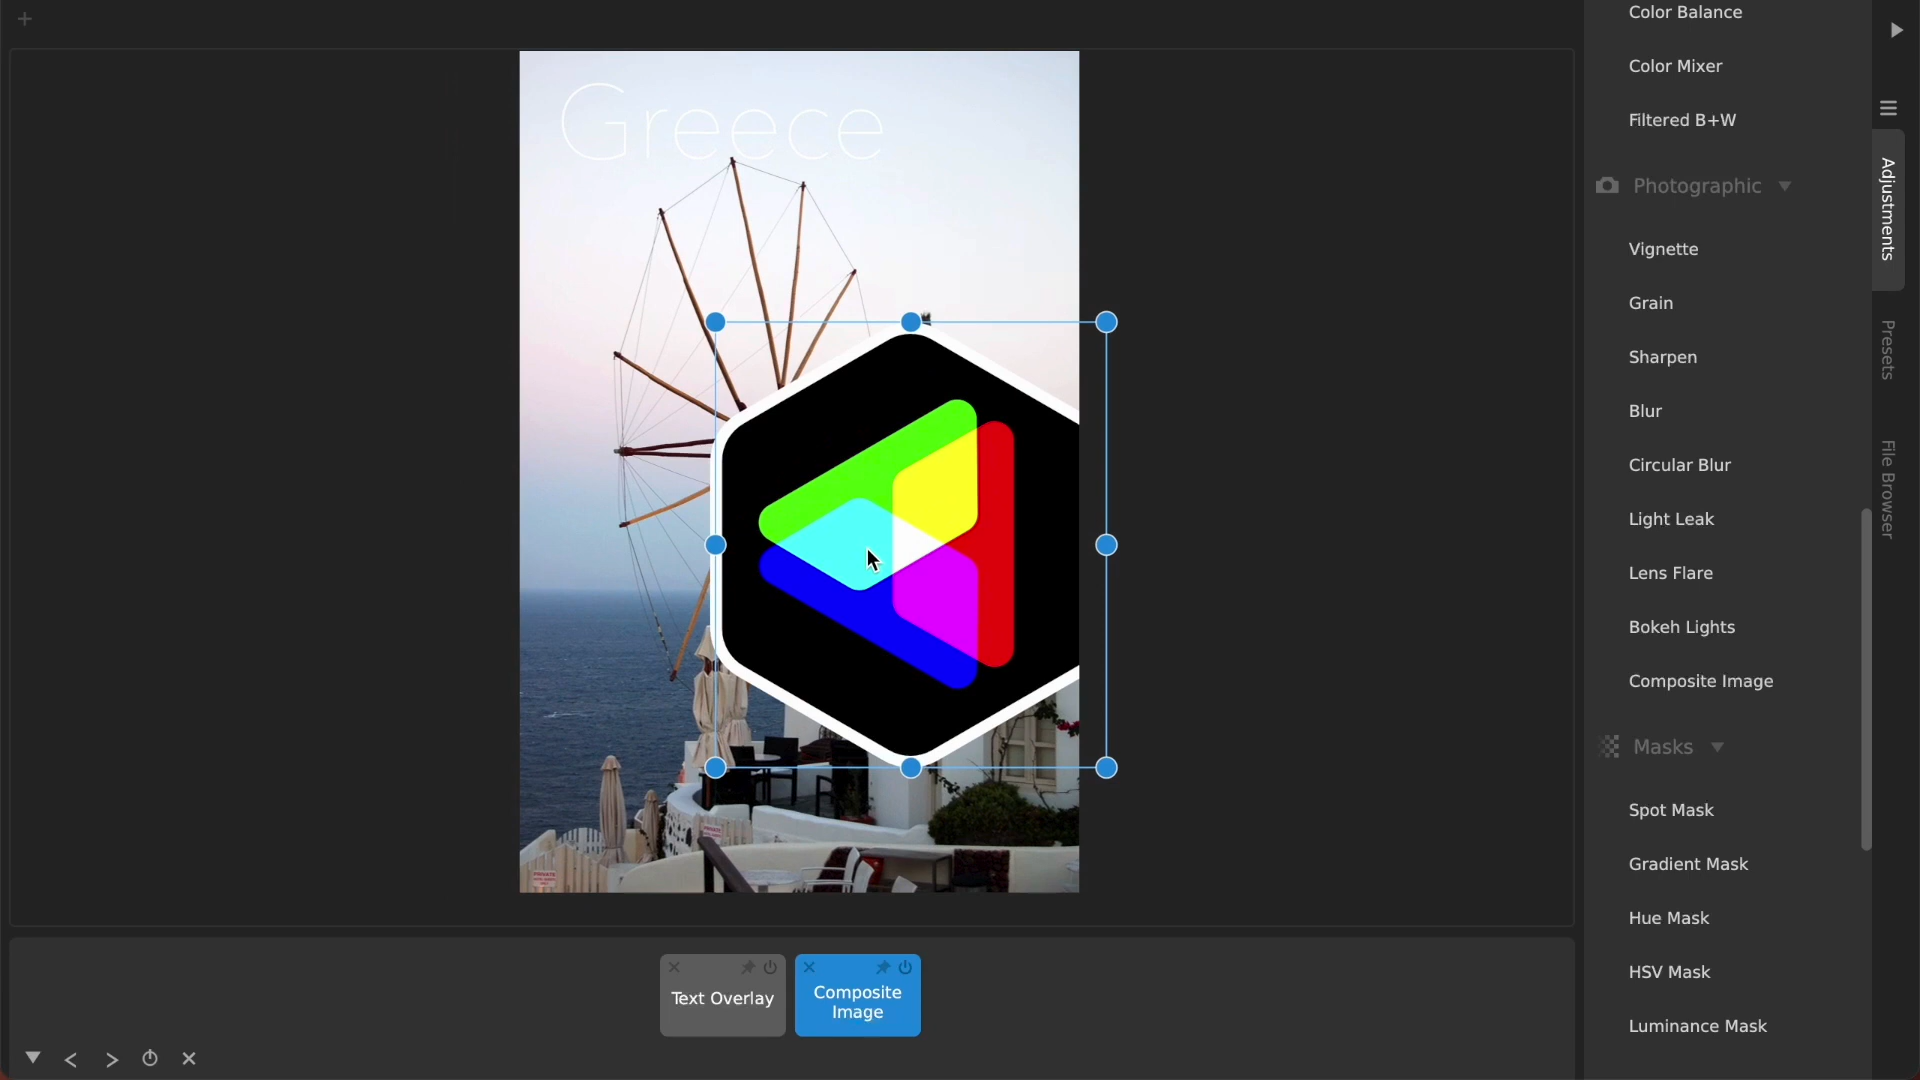 Greece
PRIVATE
PRIVATE
Text Overlay
Composite
Image
Color Balance
Color Mixer
Filtered B+W
Photographic
Vignette
Grain
Sharpen
Blur
Circular Blur
Light Leak
Lens Flare
Bokeh Lights
Composite Image
Masks
Spot Mask
Gradient Mask
Hue Mask
HSV Mask
Luminance Mask
Adjustments
Presets
File Browser